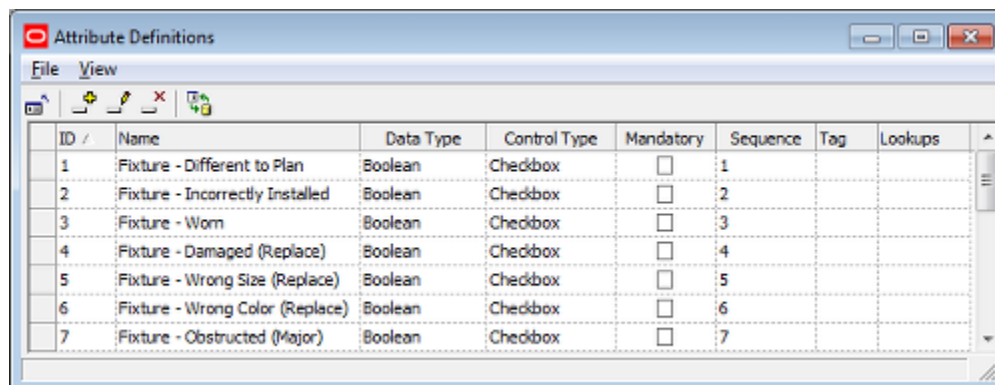 Attribute Definitions
File View
ID Name Data Type Control Type Mandatory Sequence Tag Lookups
1 Fixture - Different to Plan Boolean Checkbox 1
2 Fixture - Incorrectly Installed Boolean Checkbox 2
3 Fixture - Worn Boolean Checkbox 3
4 Fixture - Damaged (Replace) Boolean Checkbox 4
5 Fixture - Wrong Size (Replace) Boolean Checkbox 5
6 Fixture - Wrong Color (Replace) Boolean Checkbox 6
7 Fixture - Obstructed (Major) Boolean Checkbox 7